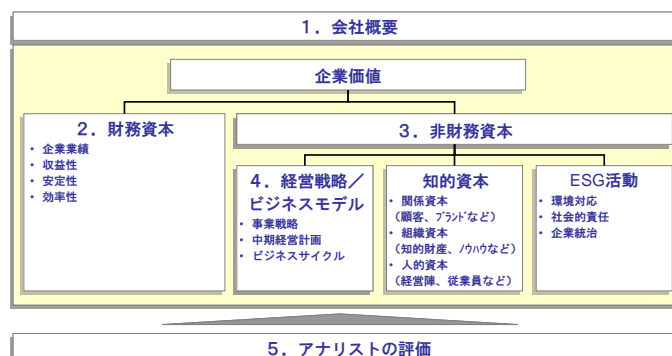 1．会社概要
企業価値
2．財務資本
・ 企業業績
・ 収益性
・ 安定性
・ 効率性
3．非財務資本
4．経営戦略／
ビジネスモデル
・ 事業戦略
・ 中期経営計画
・ ビジネスサイクル
知的資本
・ 関係資本
（顧客、ﾌﾞﾗﾝﾄﾞなど）
・ 組織資本
（知的財産、ﾉｳﾊｳなど）
・ 人的資本
（経営陣、従業員など）
ESG活動
・ 環境対応
・ 社会的責任
・ 企業統治
5．アナリストの評価